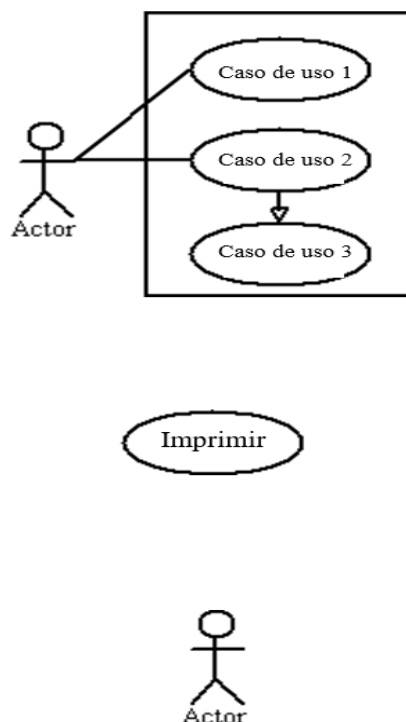 Caso de uso 1
Caso de uso 2
Actor
Caso de uso 3
Imprimir
Actor